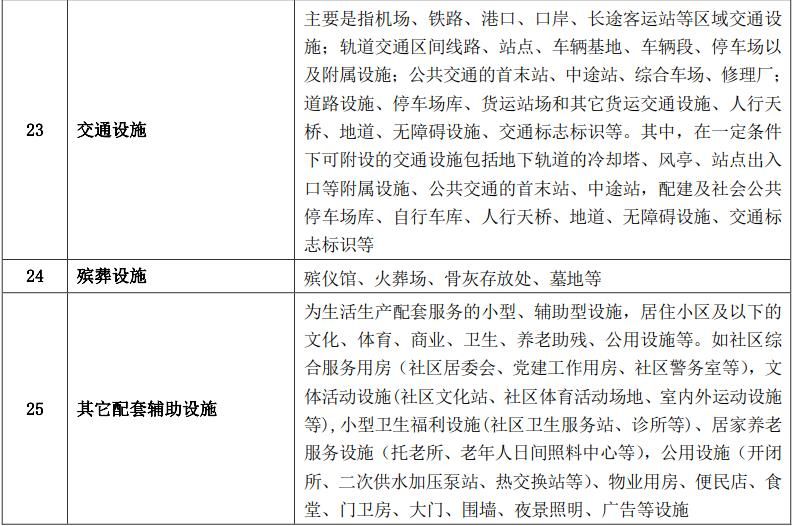 主要是指机场、铁路、港口、口岸、长途客运站等区域交通设
施；轨道交通区间线路、站点、车辆基地、车辆段、停车场以
及附属设施；公共交通的首末站、中途站、综合车场、修理厂；
道路设施、停车场库、货运站场和其它货运交通设施、人行天
23 交通设施 桥、地道、无障碍设施、交通标志标识等。其中，在一定条件
下可附设的交通设施包括地下轨道的冷却塔、风亭、站点出入
口等附属设施、公共交通的首末站、中途站，配建及社会公共
停车场库、自行车库、人行天桥、地道、无障碍设施、交通标
志标识等
24 殡葬设施 殡仪馆、火葬场、骨灰存放处、墓地等
为生活生产配套服务的小型、辅助型设施，居住小区及以下的
文化、体育、商业、卫生、养老助残、公用设施等。如社区综
合服务用房（社区居委会、党建工作用房、社区警务室等），文
体活动设施(社区文化站、社区体育活动场地、室内外运动设施
25 其它配套辅助设施 等),小型卫生福利设施(社区卫生服务站、诊所等)、居家养老
服务设施（托老所、老年人日间照料中心等），公用设施（开闭
所、二次供水加压泵站、热交换站等）、物业用房、便民店、食
堂、门卫房、大门、围墙、夜景照明、广告等设施